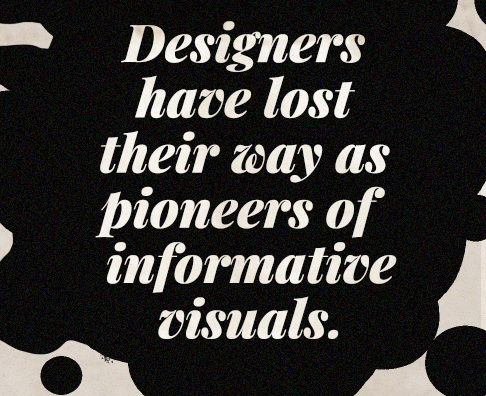 Designers
have lost
their way as
pioneers of
informative
visuals.